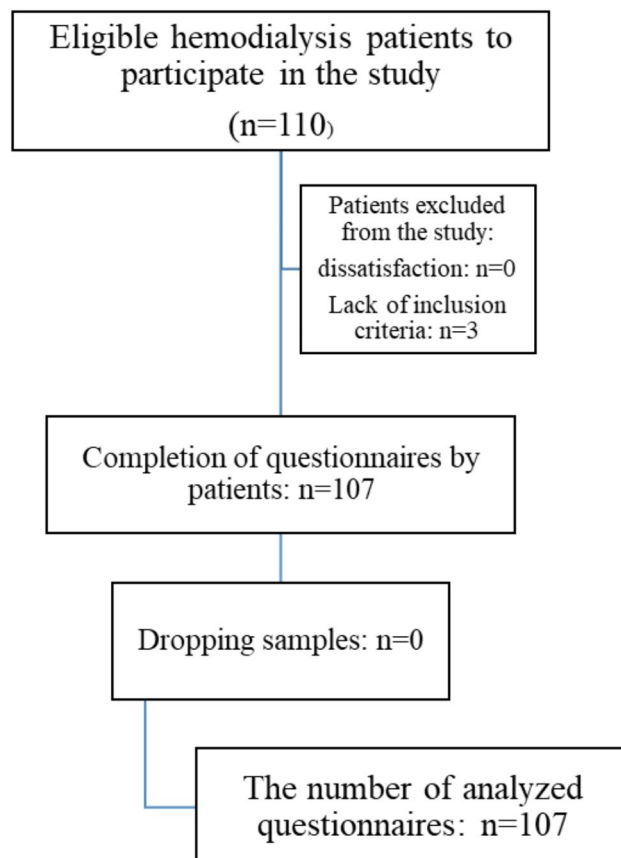 Eligible hemodialysis patients to
participate in the study
(n=110)
Patients excluded
from the study:
dissatisfaction: n=0
Lack of inclusion
criteria: n=3
Completion of questionnaires by
patients: n=107
Dropping samples: n=0
The number of analyzed
questionnaires: n=107